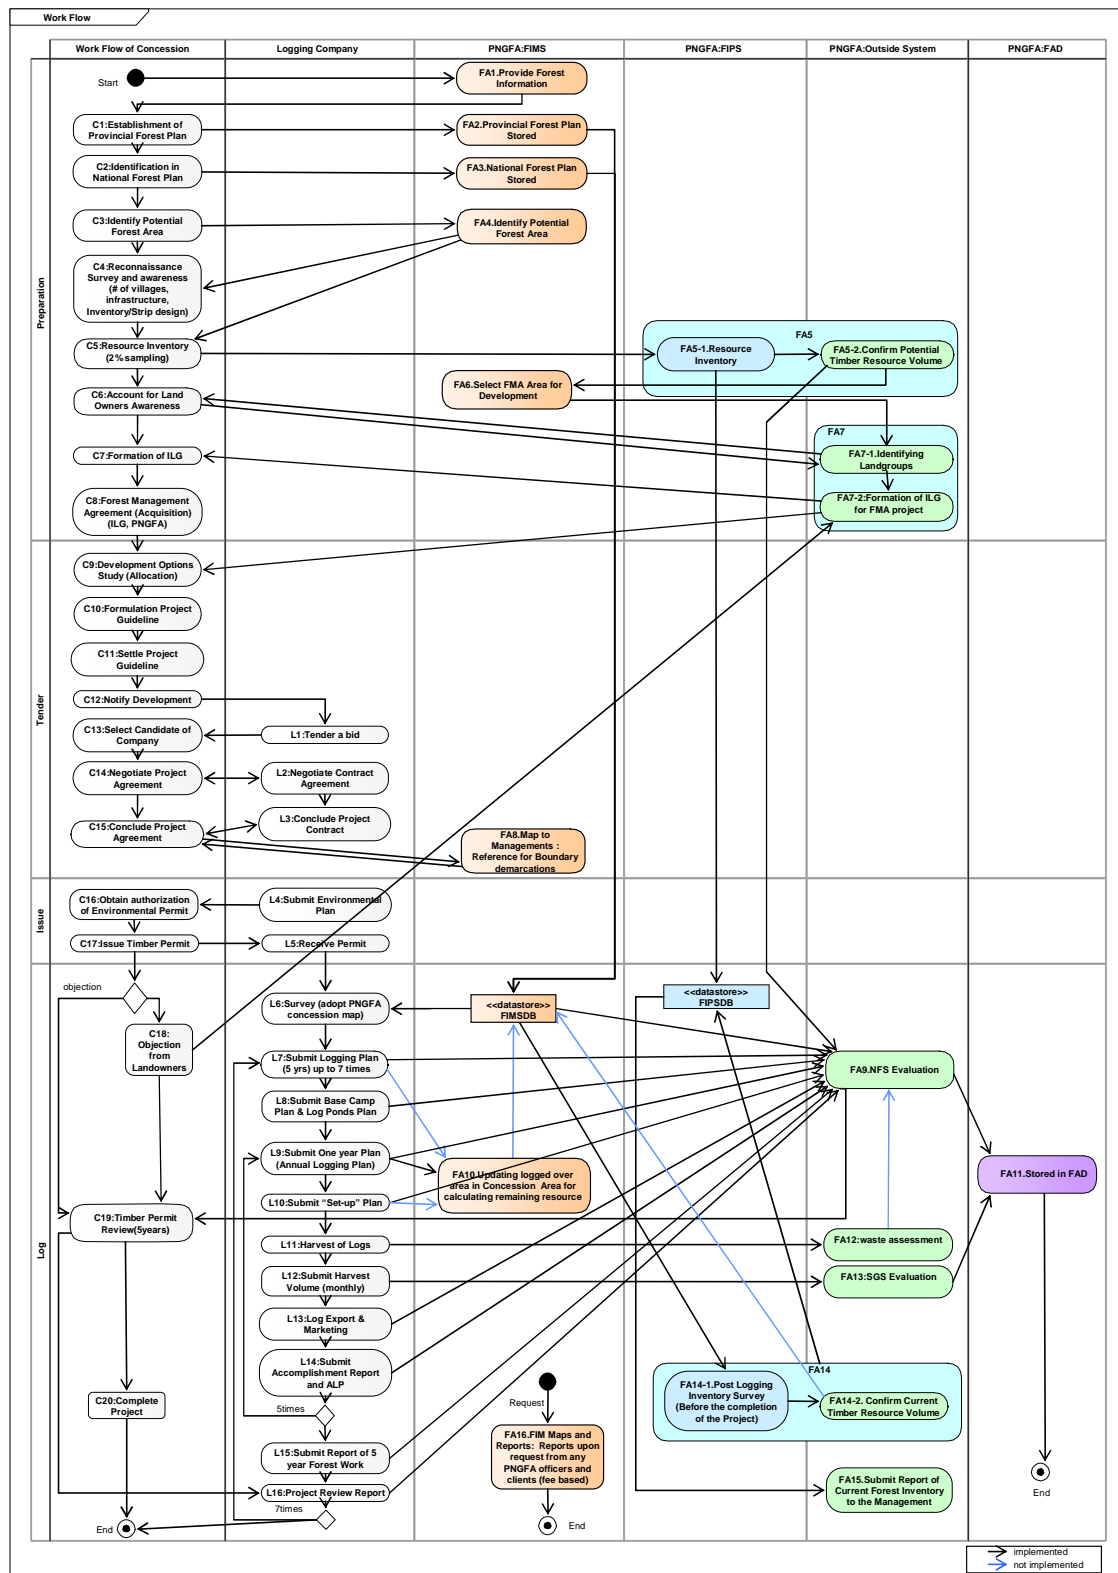 Work Flow
Work Flow of Concession
Logging Company
PNGFA:FIMS
PNGFA:FIPS
PNGFA:Outside System
PNGFA:FAD
Preparation
Start
FA1.Provide Forest
Information
C1:Establishment of
Provincial Forest Plan
FA2.Provincial Forest Plan
Stored
C2:Identification in
National Forest Plan
FA3.National Forest Plan
Stored
C3:Identify Potential
Forest Area
FA4.Identify Potential
Forest Area
C4:Reconnaissance
Survey and awareness
(# of villages,
infrastructure,
Inventory/Strip design)
C5:Resource Inventory
(2% sampling)
FA5
FA5-1.Resource
Inventory
FA5-2.Confirm Potential
Timber Resource Volume
FA6.Select FMA Area for
Development
C6:Account for Land
Owners Awareness
FA7
FA7-1.Identifying
Landgroups
C7:Formation of ILG
FA7-2:Formation of ILG
for FMA project
C8:Forest Management
Agreement (Acquisition)
(ILG, PNGFA)
Tender
C9:Development Options
Study (Allocation)
C10:Formulation Project
Guideline
C11:Settle Project
Guideline
C12:Notify Development
C13:Select Candidate of
Company
L1:Tender a bid
C14:Negotiate Project
Agreement
L2:Negotiate Contract
Agreement
C15:Conclude Project
Agreement
L3:Conclude Project
Contract
FA8.Map to
Managements :
Reference for Boundary
demarcations
Issue
C16:Obtain authorization
of Environmental Permit
L4:Submit Environmental
Plan
C17:Issue Timber Permit
L5:Receive Permit
Log
objection
L6:Survey (adopt PNGFA
concession map)
<<datastore>>
FIMSDB
<<datastore>>
FIPSDB
C18:
Objection
from
Landowners
L7:Submit Logging Plan
(5 yrs) up to 7 times
FA9.NFS Evaluation
L8:Submit Base Camp
Plan & Log Ponds Plan
L9:Submit One year Plan
(Annual Logging Plan)
FA10.Updating logged over
area in Concession Area for
calculating remaining resource
FA11.Stored in FAD
L10:Submit “Set-up” Plan
C19:Timber Permit
Review(5years)
L11:Harvest of Logs
FA12:waste assessment
L12:Submit Harvest
Volume (monthly)
FA13:SGS Evaluation
L13:Log Export &
Marketing
L14:Submit
Accomplishment Report
and ALP
FA14
FA14-1.Post Logging
Inventory Survey
(Before the completion
of the Project)
FA14-2. Confirm Current
Timber Resource Volume
C20:Complete
Project
5times
Request
FA16.FIM Maps and
Reports: Reports upon
request from any
PNGFA officers and
clients (fee based)
L15:Submit Report of 5
year Forest Work
L16:Project Review Report
FA15.Submit Report of
Current Forest Inventory
to the Management
End
7times
End
End
implemented
not implemented